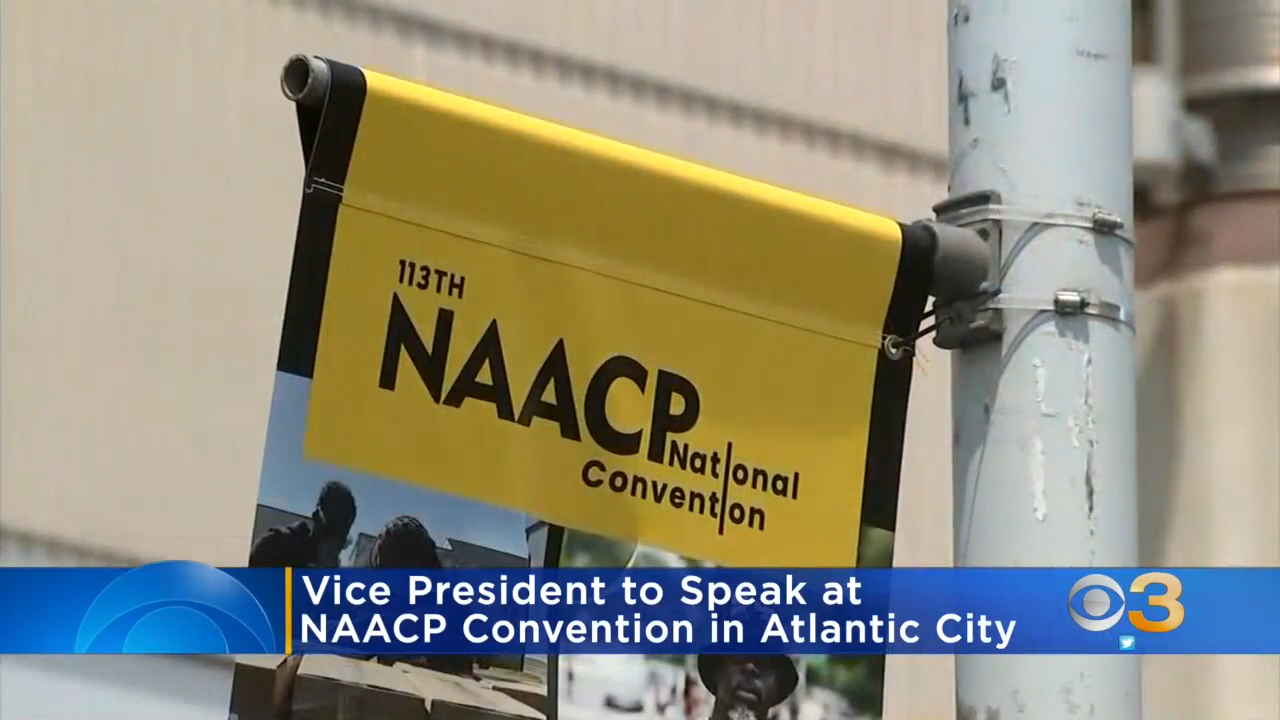 113TH
NAACP
National
Convention
Vice President to Speak at
NAACP Convention in Atlantic City
3